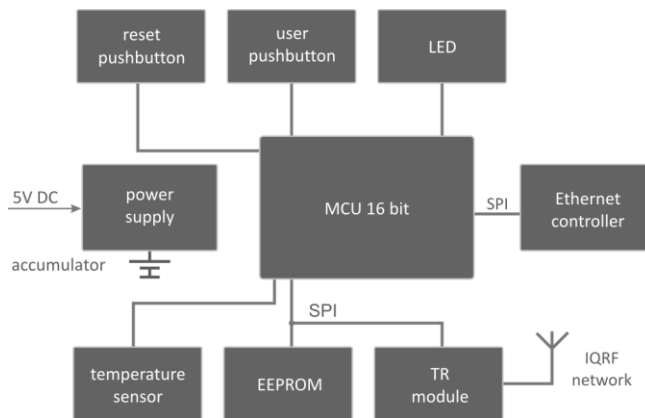 reset
pushbutton
user
pushbutton
LED
5V DC
power
supply
MCU 16 bit
SPI
Ethernet
controller
accumulator
SPI
temperature
sensor
EEPROM
TR
module
IQRF
network